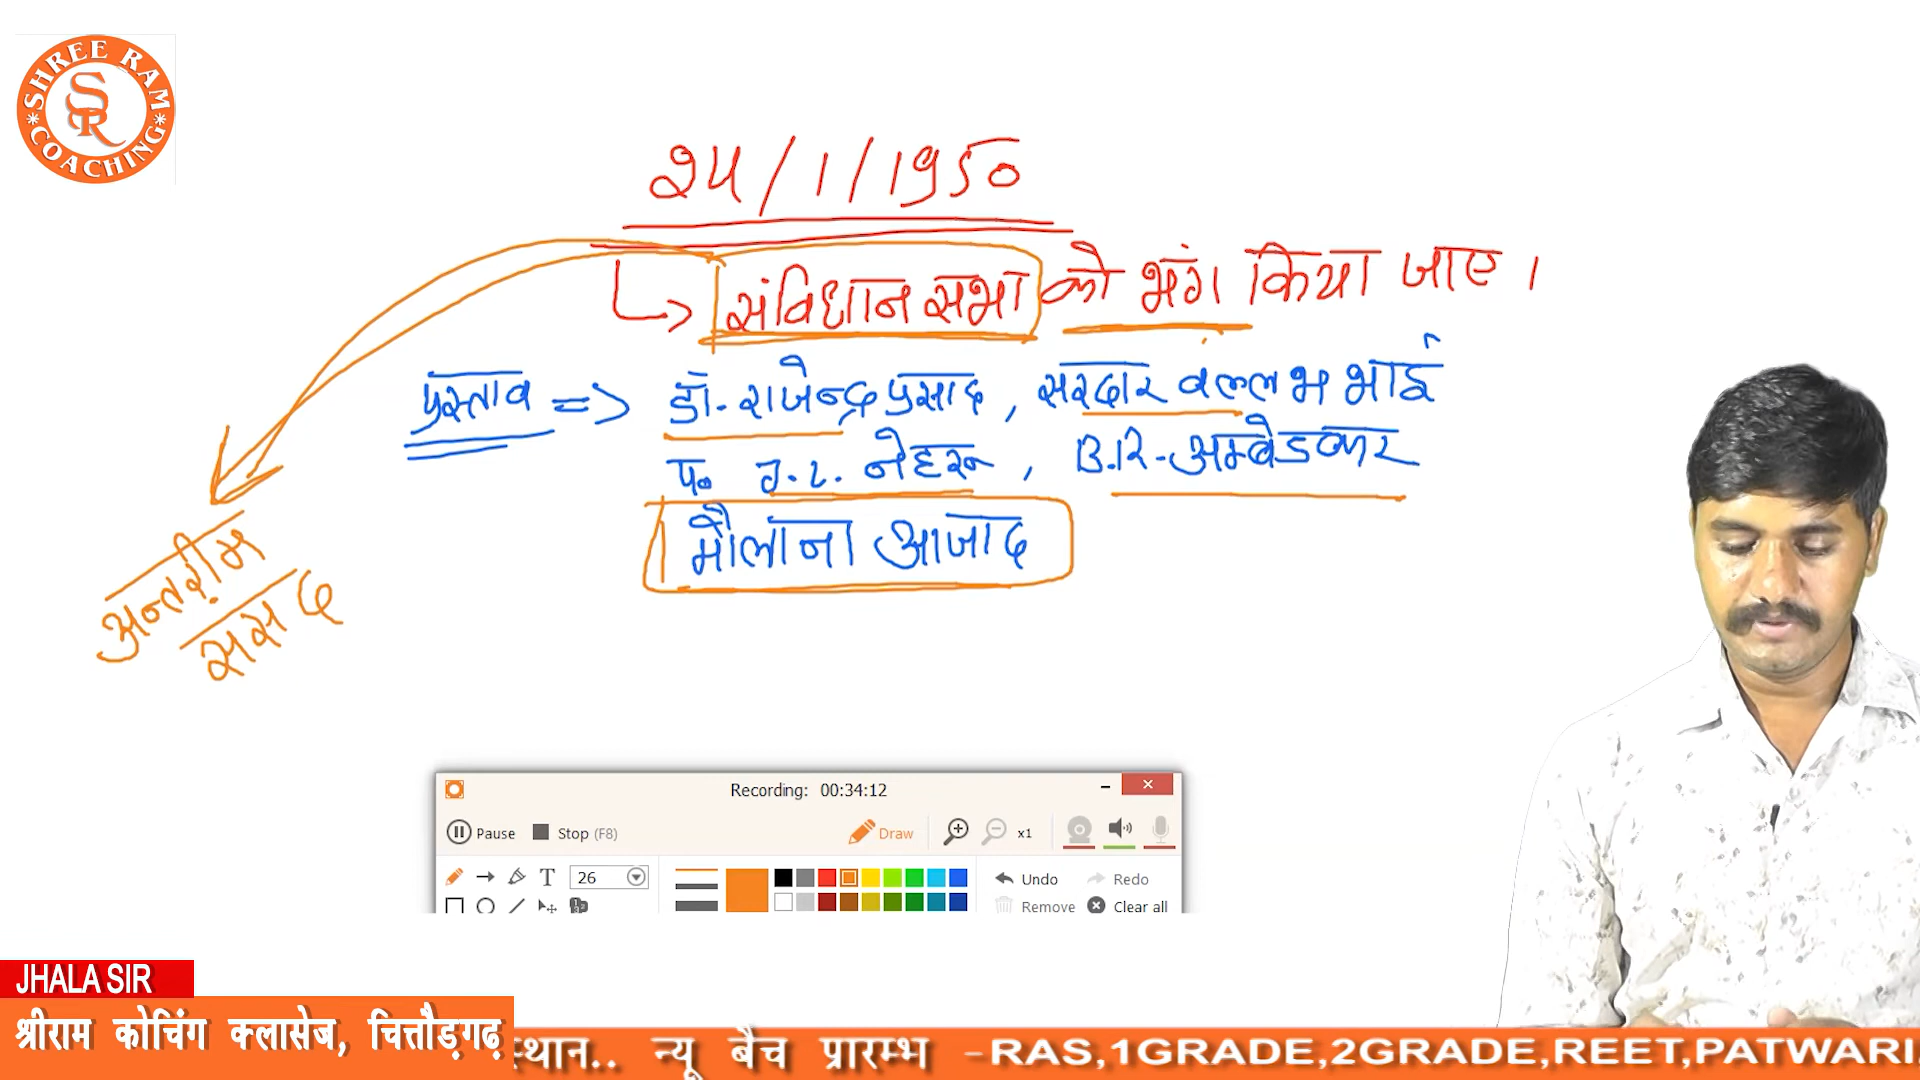 SHREE RAM
SR
COACHING
24/1/1950
संविधान सभा को भंग किया जाए।
प्रस्ताव => डॉ. राजेन्द्र प्रसाद, सरदार वल्लभ भाई
प. J.L. नेहरू, B.R. अम्बेडकर
मौलाना आजाद
अन्तरीम
संसद
Recording: 00:34:12
Pause Stop (F8) Draw x1
T 26 Undo Redo
Remove Clear all
JHALA SIR
श्रीराम कोचिंग क्लासेज, चित्तौड़गढ़
स्थान.. न्यू बैच प्रारम्भ -RAS,1GRADE,2GRADE,REET,PATWARI